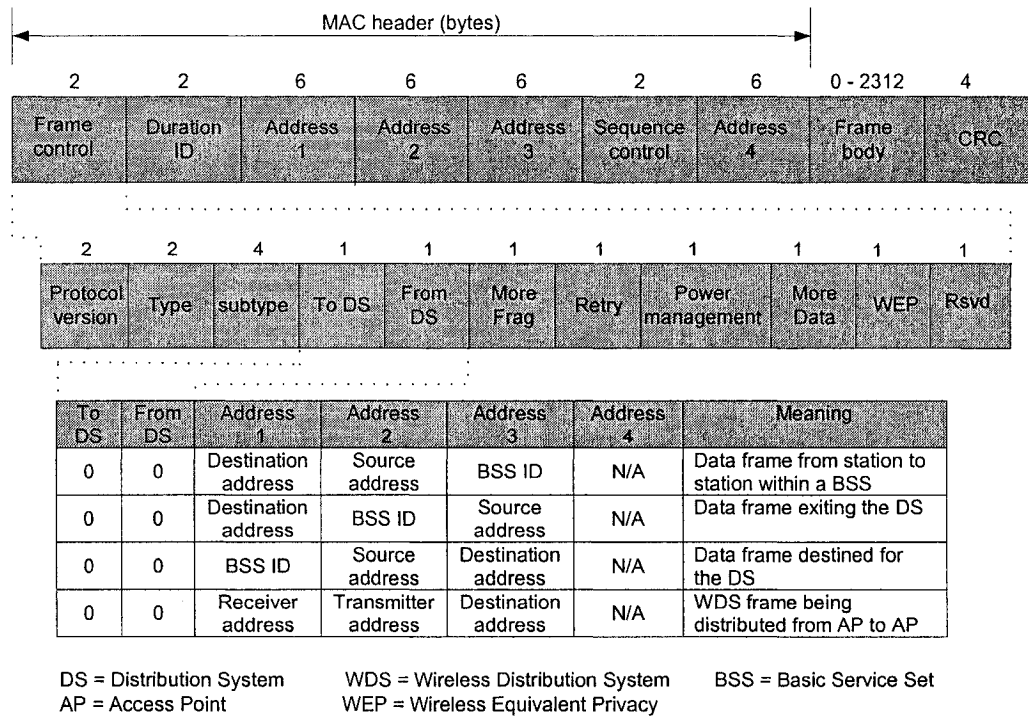 MAC header (bytes)
2 2 6 6 6 2 6 0 - 2312 4
Frame control Duration ID Address 1 Address 2 Address 3 Sequence control Address 4 Frame body CRC
2 2 4 1 1 1 1 1 1 1 1
Protocol version Type subtype To DS From DS More Frag Retry Power management More Data WEP Rsvd
To DS From DS Address 1 Address 2 Address 3 Address 4 Meaning
0 0 Destination address Source address BSS ID N/A Data frame from station to station within a BSS
0 0 Destination address BSS ID Source address N/A Data frame exiting the DS
0 0 BSS ID Source address Destination address N/A Data frame destined for the DS
0 0 Receiver address Transmitter address Destination address N/A WDS frame being distributed from AP to AP
DS = Distribution System WDS = Wireless Distribution System BSS = Basic Service Set
AP = Access Point WEP = Wireless Equivalent Privacy